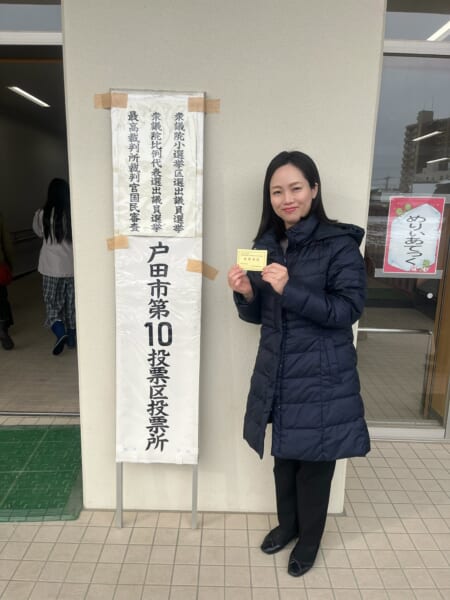 衆議院小選挙区選出議員選挙
衆議院比例代表選出議員選挙
最高裁判所裁判官国民審査
戸田市第10投票区投票所
めりいあてらく